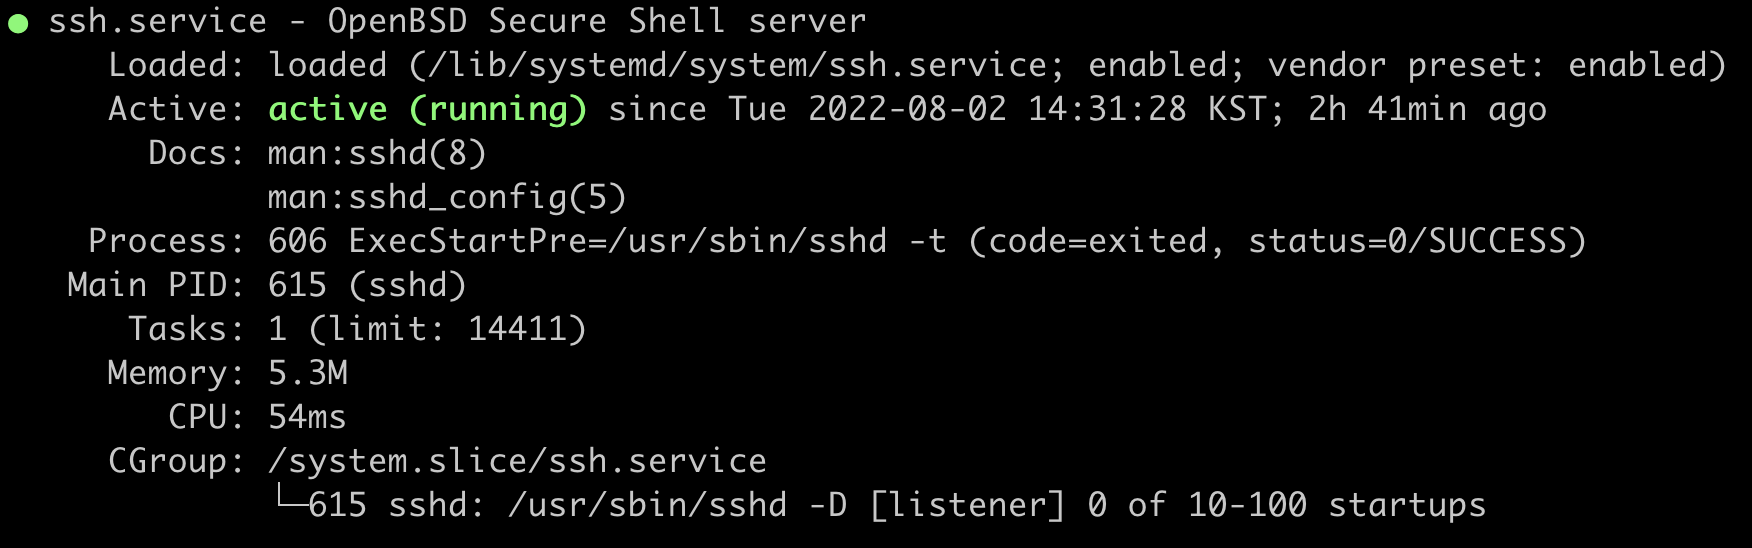 ● ssh.service - OpenBSD Secure Shell server
Loaded: loaded (/lib/systemd/system/ssh.service; enabled; vendor preset: enabled)
Active: active (running) since Tue 2022-08-02 14:31:28 KST; 2h 41min ago
Docs: man:sshd(8)
man:sshd_config(5)
Process: 606 ExecStartPre=/usr/sbin/sshd -t (code=exited, status=0/SUCCESS)
Main PID: 615 (sshd)
Tasks: 1 (limit: 14411)
Memory: 5.3M
CPU: 54ms
CGroup: /system.slice/ssh.service
└─615 sshd: /usr/sbin/sshd -D [listener] 0 of 10-100 startups